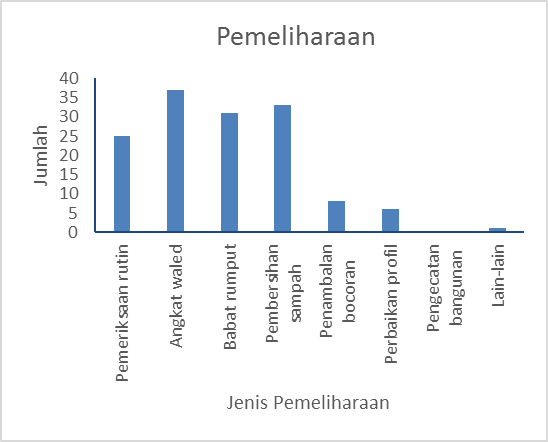 Pemeliharaan
Jumlah
40
35
30
25
20
15
10
5
0
Pemeriksaan rutin
Angkat waled
Babat rumput
Pembersihan
sampah
Penambalan
bocoran
Perbaikan profil
Pengecatan
bangunan
Lain-lain
Jenis Pemeliharaan